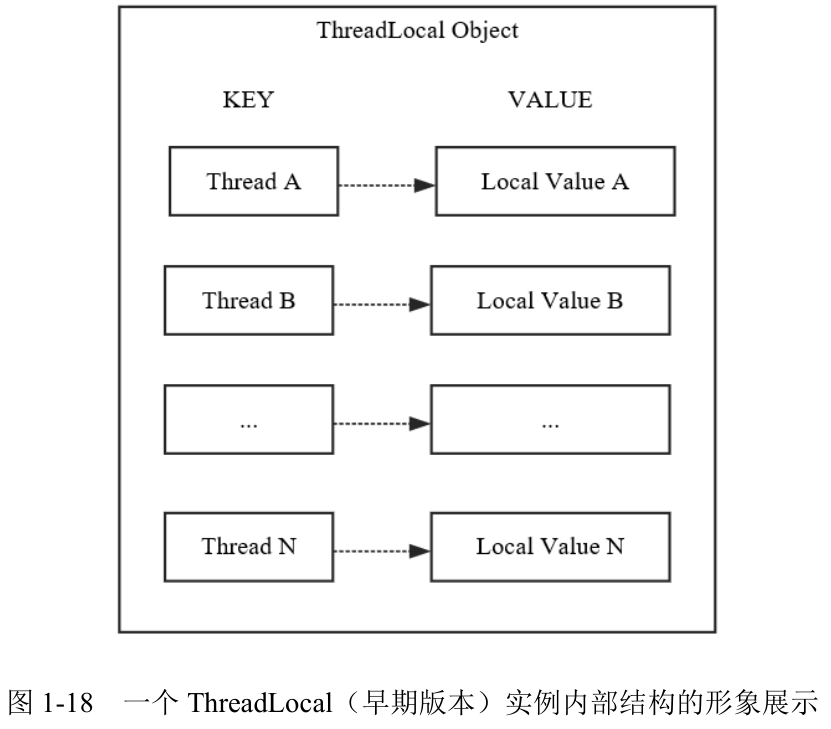 ThreadLocal Object
KEY VALUE
Thread A Local Value A
Thread B Local Value B
... ...
Thread N Local Value N
图 1-18 一个 ThreadLocal（早期版本）实例内部结构的形象展示